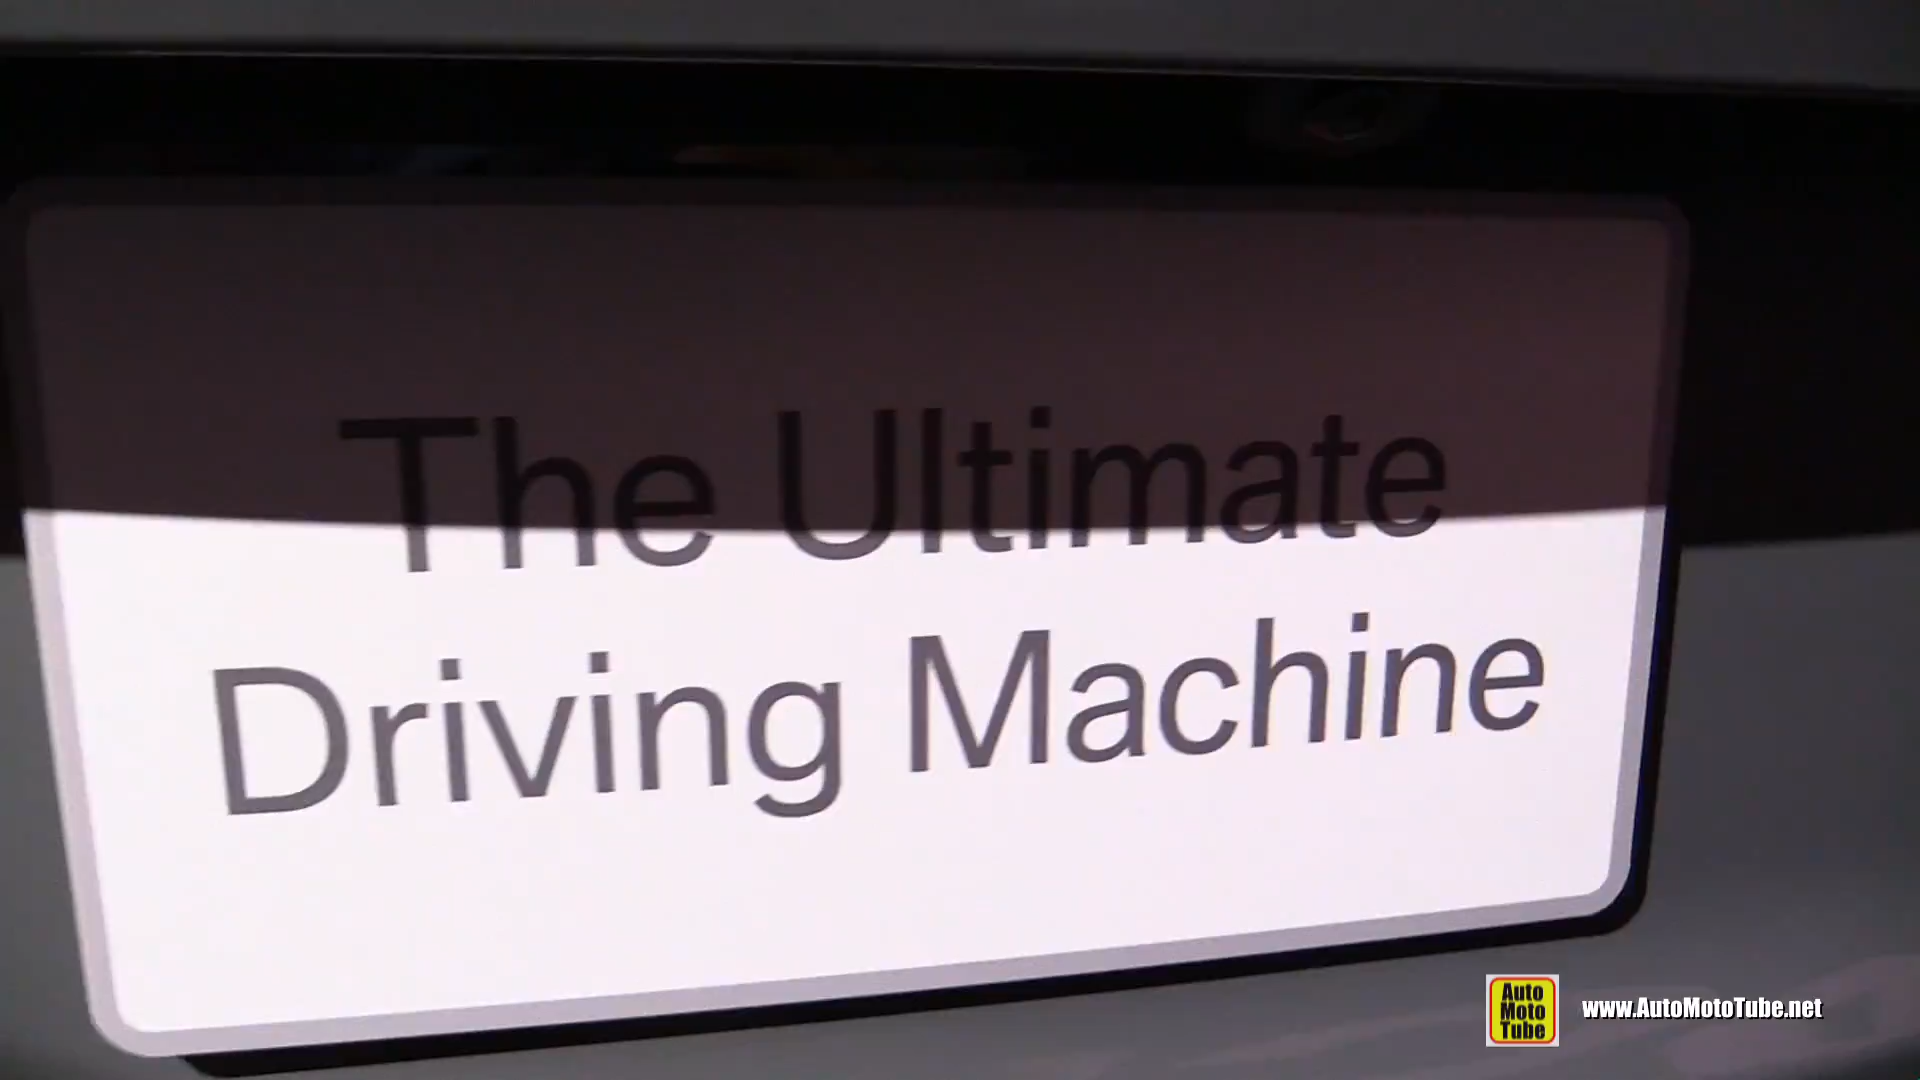 The Ultimate
Driving Machine
Auto
Moto
Tube
www.AutoMotoTube.net